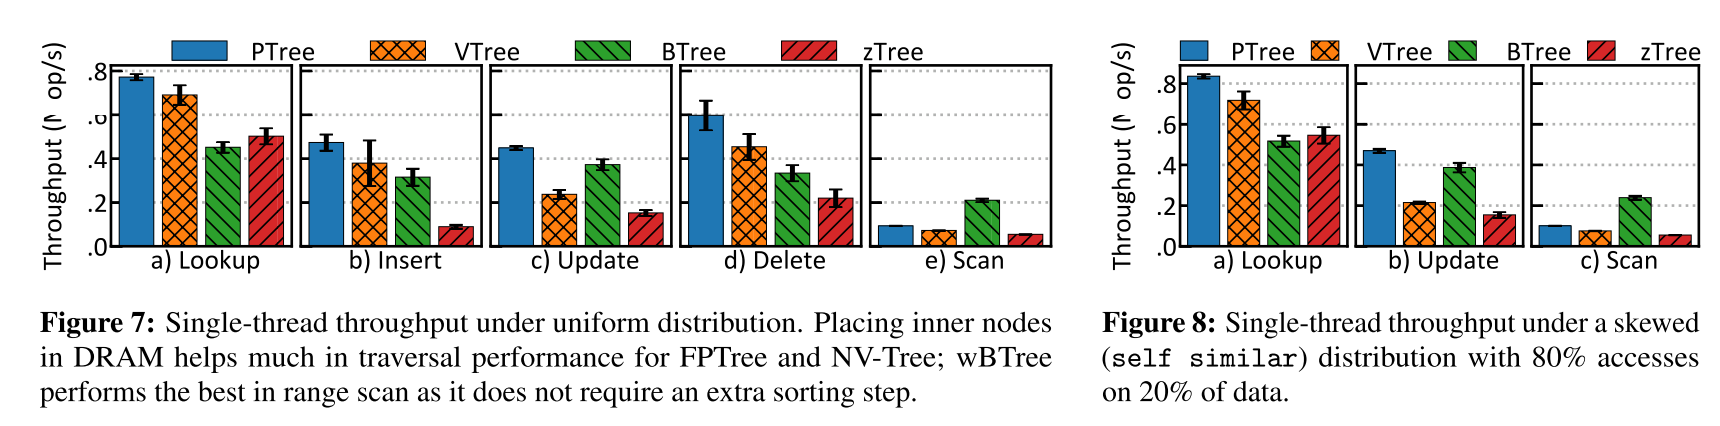 PTree VTree BTree zTree
Throughput (M op/s)
.8
.6
.4
.2
.0
a) Lookup b) Insert c) Update d) Delete e) Scan
Figure 7: Single-thread throughput under uniform distribution. Placing inner nodes
in DRAM helps much in traversal performance for FPTree and NV-Tree; wBTree
performs the best in range scan as it does not require an extra sorting step.
PTree VTree BTree zTree
Throughput (M op/s)
.8
.6
.4
.2
.0
a) Lookup b) Update c) Scan
Figure 8: Single-thread throughput under a skewed
(self similar) distribution with 80% accesses
on 20% of data.